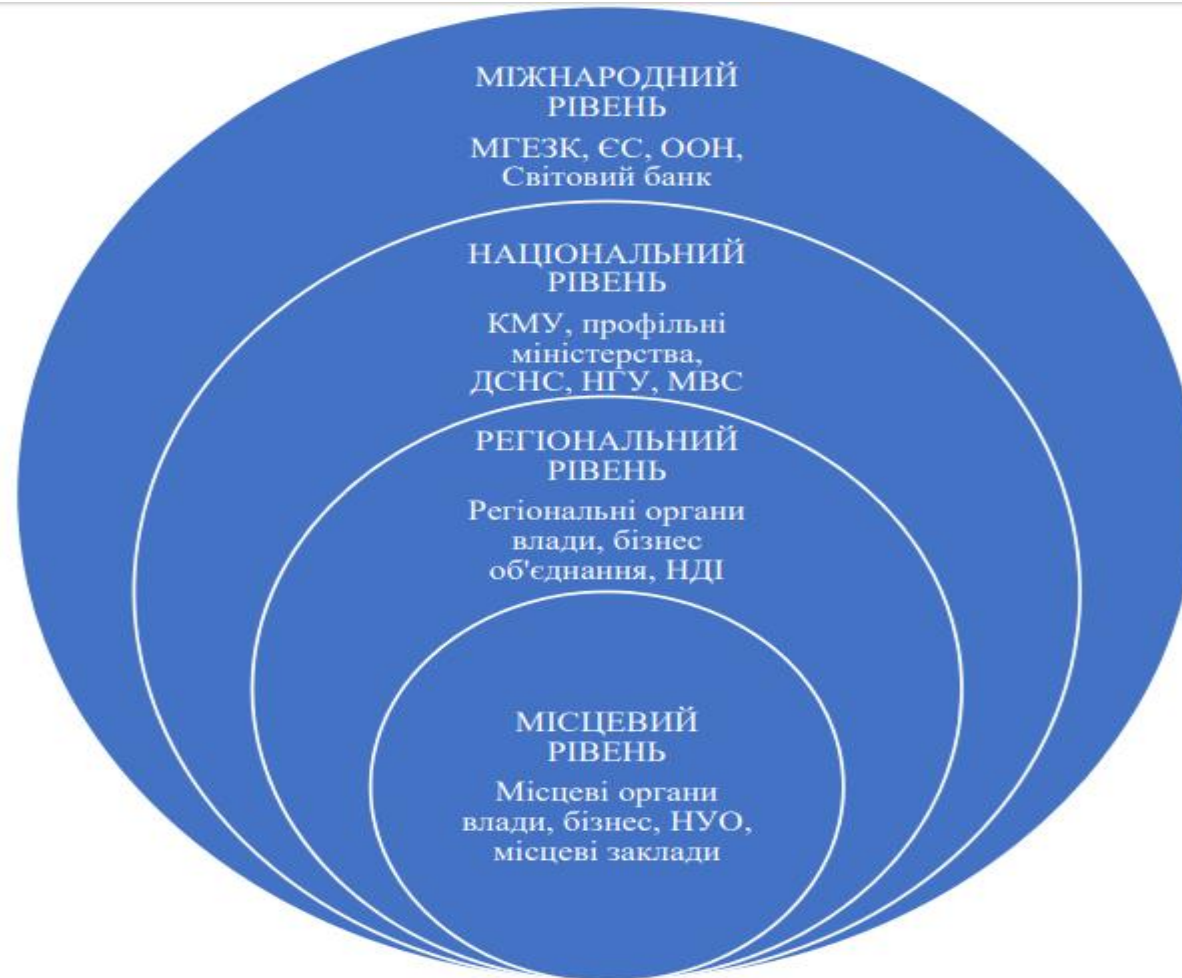 МІЖНАРОДНИЙ
РІВЕНЬ
МГЕЗК, ЄС, ООН,
Світовий банк
НАЦІОНАЛЬНИЙ
РІВЕНЬ
КМУ, профільні
міністерства,
ДСНС, НГУ, МВС
РЕГІОНАЛЬНИЙ
РІВЕНЬ
Регіональні органи
влади, бізнес
об'єднання, НДІ
МІСЦЕВИЙ
РІВЕНЬ
Місцеві органи
влади, бізнес, НУО,
місцеві заклади